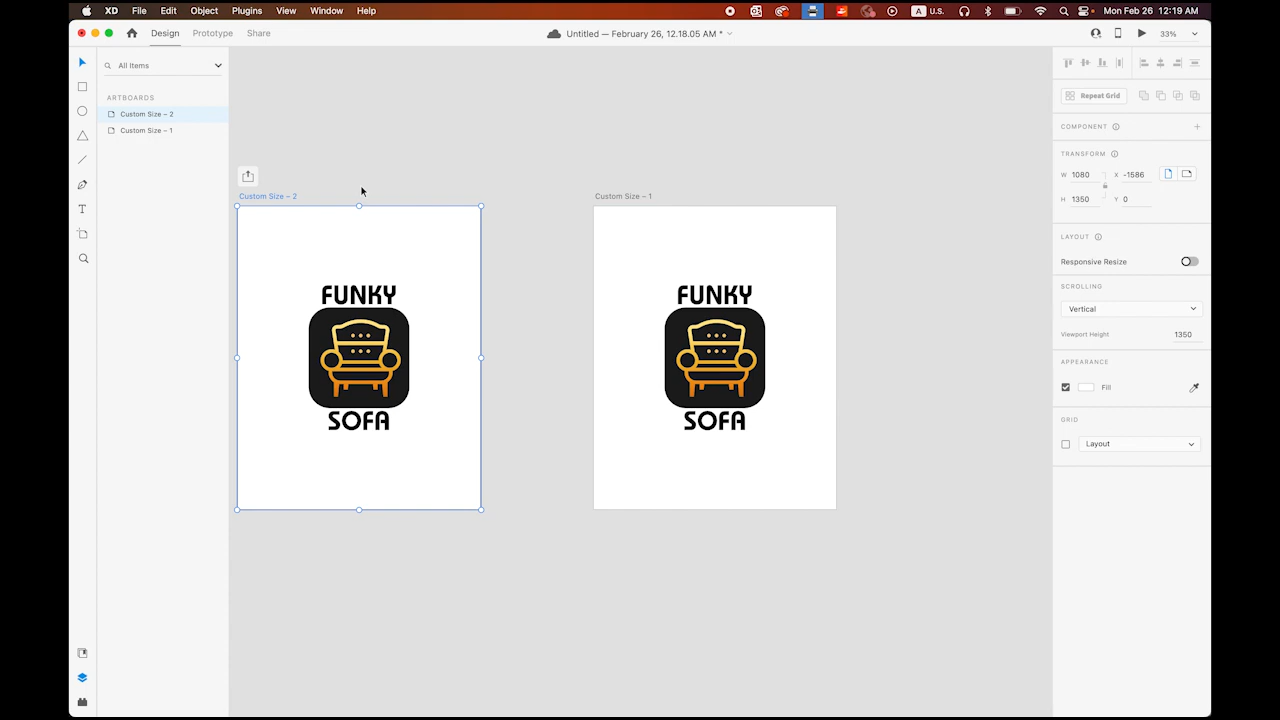 XD File Edit Object Plugins View Window Help
A U.S. Mon Feb 26 12:19 AM
Design Prototype Share
Untitled — February 26, 12.18.05 AM *
33%
All Items
ARTBOARDS
Custom Size – 2
Custom Size – 1
Custom Size – 2
FUNKY
SOFA
Custom Size – 1
FUNKY
SOFA
Repeat Grid
COMPONENT
TRANSFORM
W 1080 X -1586
H 1350 Y 0
LAYOUT
Responsive Resize
SCROLLING
Vertical
Viewport Height 1350
APPEARANCE
Fill
GRID
Layout
T